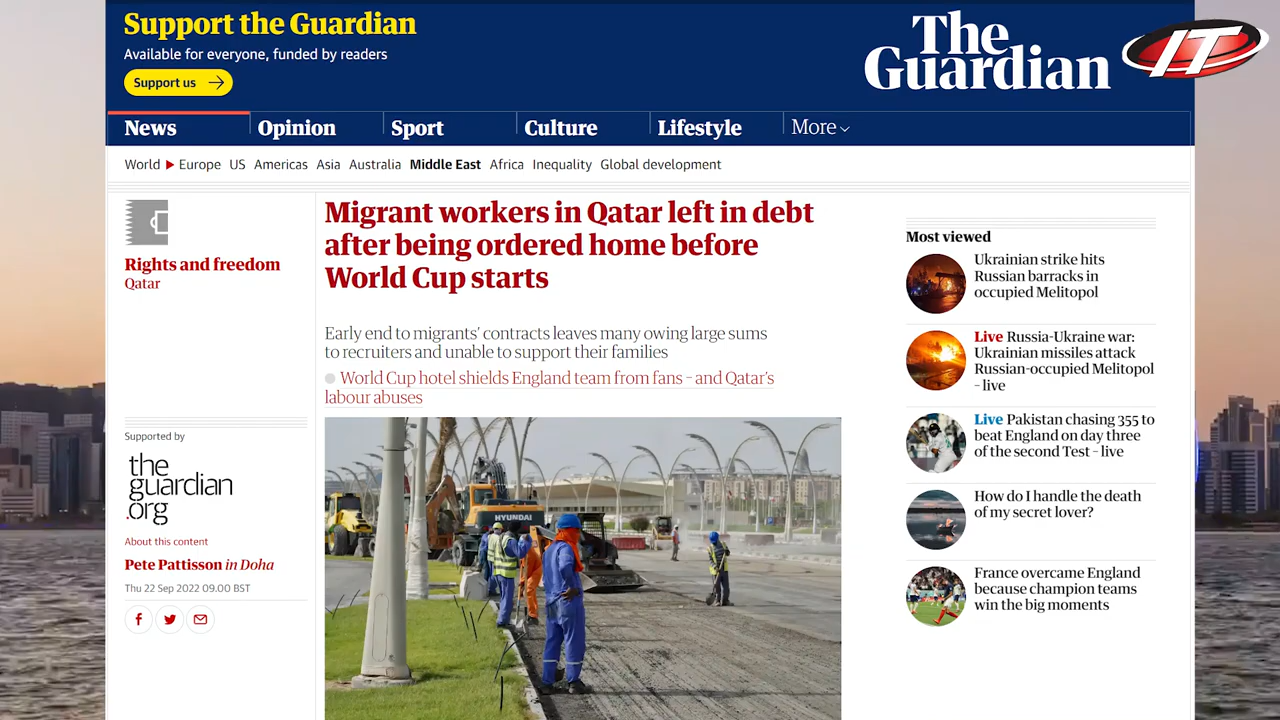 Support the Guardian
Available for everyone, funded by readers
Support us
The
Guardian
IT
News
Opinion
Sport
Culture
Lifestyle
More
World
Europe
US
Americas
Asia
Australia
Middle East
Africa
Inequality
Global development
Rights and freedom
Qatar
Migrant workers in Qatar left in debt
after being ordered home before
World Cup starts
Early end to migrants' contracts leaves many owing large sums
to recruiters and unable to support their families
World Cup hotel shields England team from fans – and Qatar's
labour abuses
Supported by
the
guardian
.org
About this content
Pete Pattisson in Doha
Thu 22 Sep 2022 09.00 BST
HYUNDAI
Most viewed
Ukrainian strike hits
Russian barracks in
occupied Melitopol
Live Russia-Ukraine war:
Ukrainian missiles attack
Russian-occupied Melitopol
– live
Live Pakistan chasing 355 to
beat England on day three
of the second Test – live
How do I handle the death
of my secret lover?
France overcame England
because champion teams
win the big moments